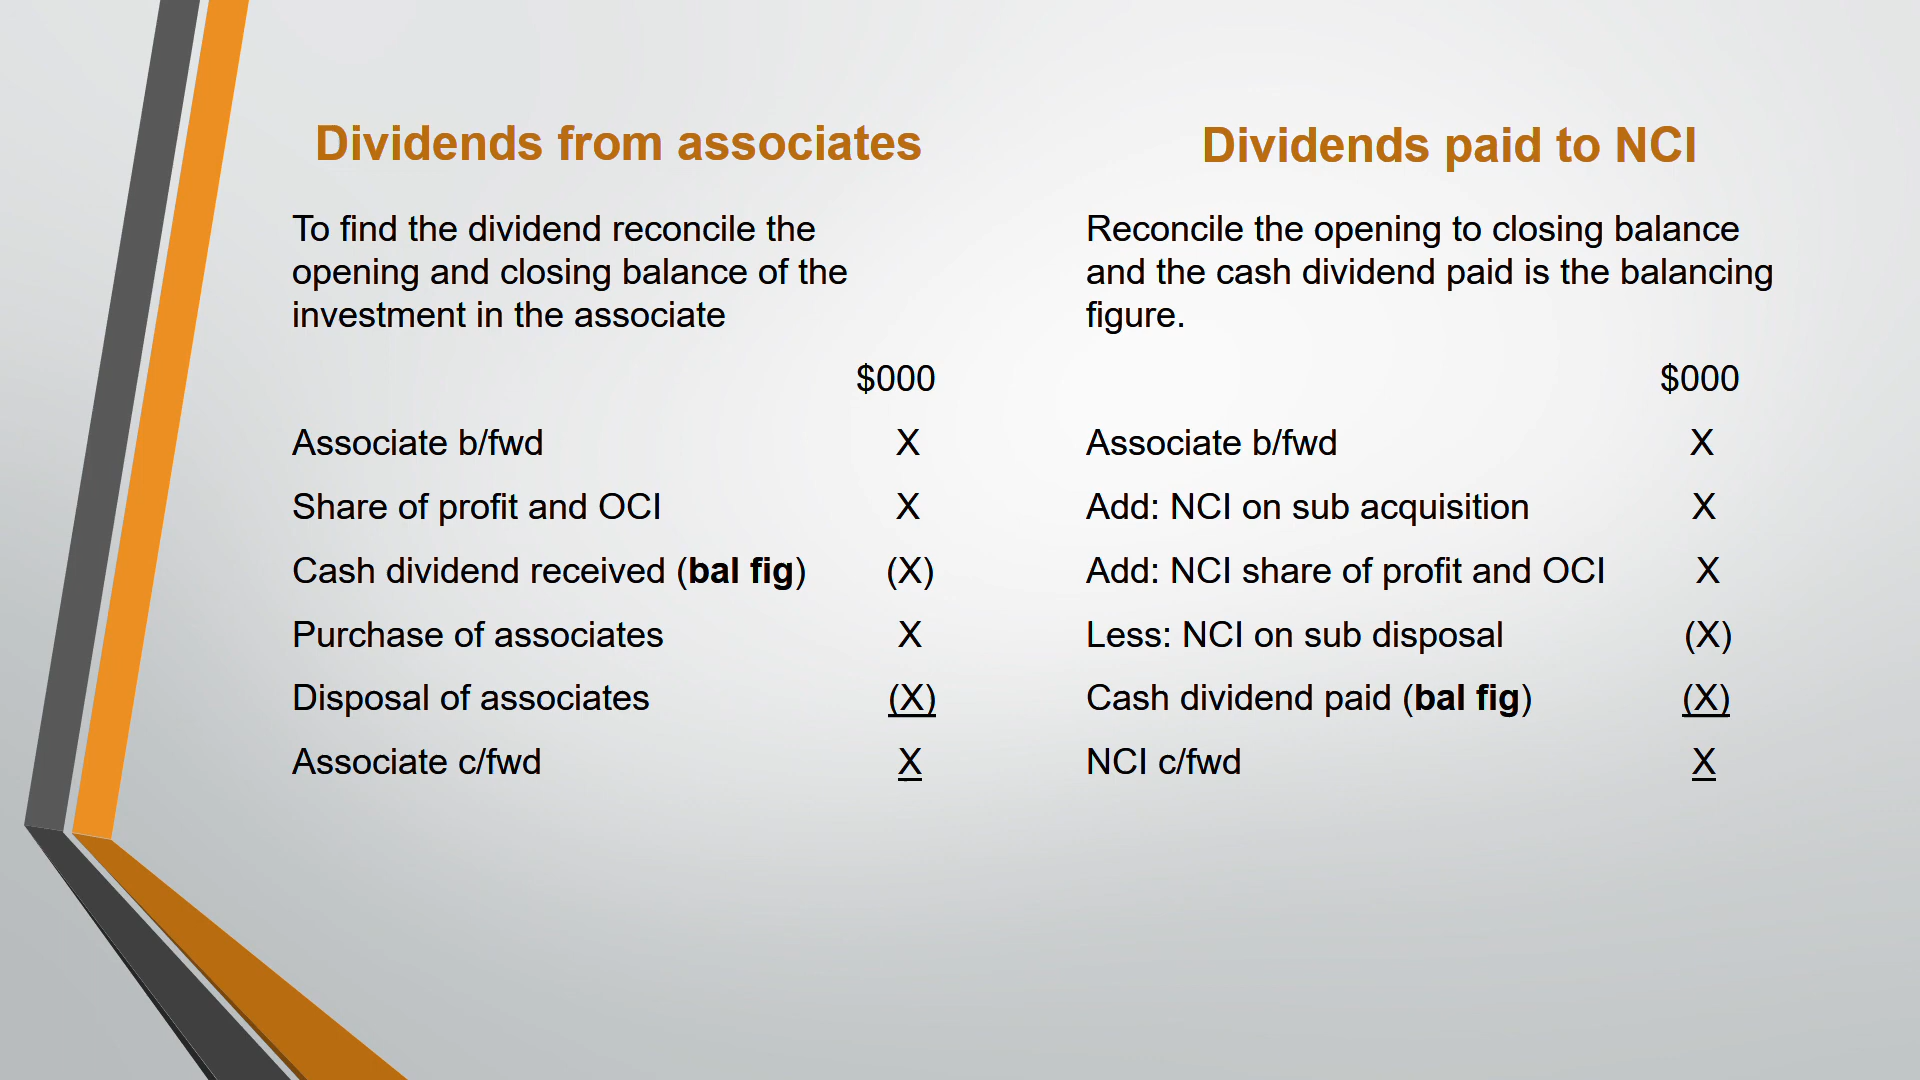 Dividends from associates
To find the dividend reconcile the
opening and closing balance of the
investment in the associate
$000
Associate b/fwd X
Share of profit and OCI X
Cash dividend received (bal fig) (X)
Purchase of associates X
Disposal of associates (X)
Associate c/fwd X
Dividends paid to NCI
Reconcile the opening to closing balance
and the cash dividend paid is the balancing
figure.
$000
Associate b/fwd X
Add: NCI on sub acquisition X
Add: NCI share of profit and OCI X
Less: NCI on sub disposal (X)
Cash dividend paid (bal fig) (X)
NCI c/fwd X